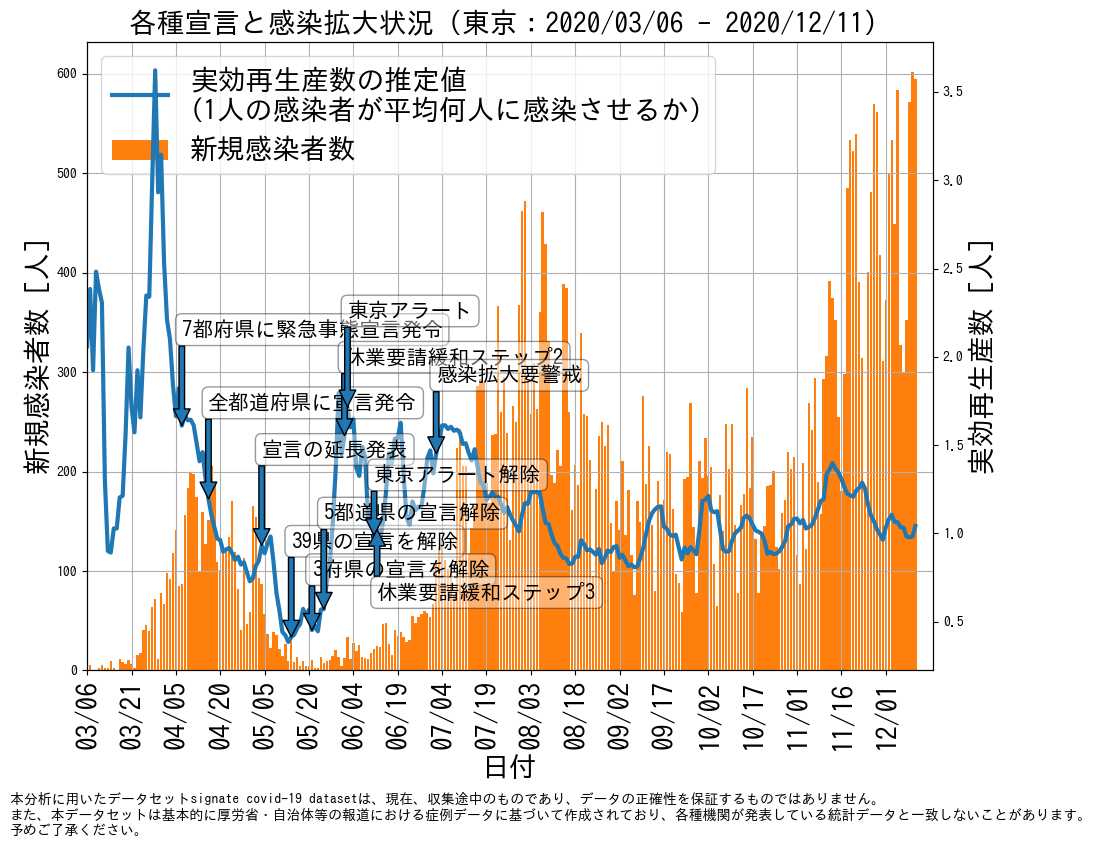 各種宣言と感染拡大状況 (東京：2020/03/06 - 2020/12/11)
実効再生産数の推定値
(1人の感染者が平均何人に感染させるか)
新規感染者数
新規感染者数 [人]
600
500
400
300
200
100
0
3.5
3.0
2.5
2.0
1.5
1.0
0.5
実効再生産数 [人]
東京アラート
7都府県に緊急事態宣言発令
休業要請緩和ステップ2
感染拡大要警戒
全都道府県に宣言発令
宣言の延長発表
東京アラート解除
5都道県の宣言解除
39県の宣言を解除
3府県の宣言を解除
休業要請緩和ステップ3
03/06
03/21
04/05
04/20
05/05
05/20
06/04
06/19
07/04
07/19
08/03
08/18
09/02
09/17
10/02
10/17
11/01
11/16
12/01
日付
本分析に用いたデータセットsignate covid-19 datasetは、現在、収集途中のものであり、データの正確性を保証するものではありません。
また、本データセットは基本的に厚労省・自治体等の報道における症例データに基づいて作成されており、各種機関が発表している統計データと一致しないことがあります。
予めご了承ください。